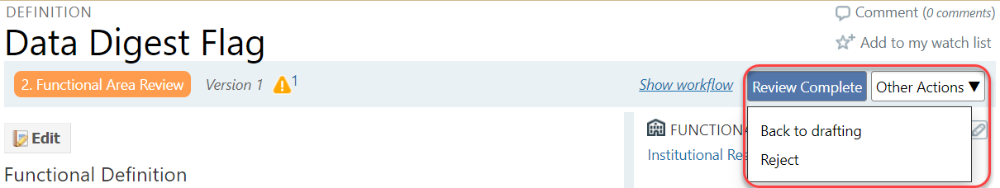 DEFINITION
Comment (0 comments)
Data Digest Flag
Add to my watch list
2. Functional Area Review
Version 1
1
Show workflow
Review Complete
Other Actions ▼
Edit
FUNCTIONA
Back to drafting
Institutional Res
Reject
Functional Definition